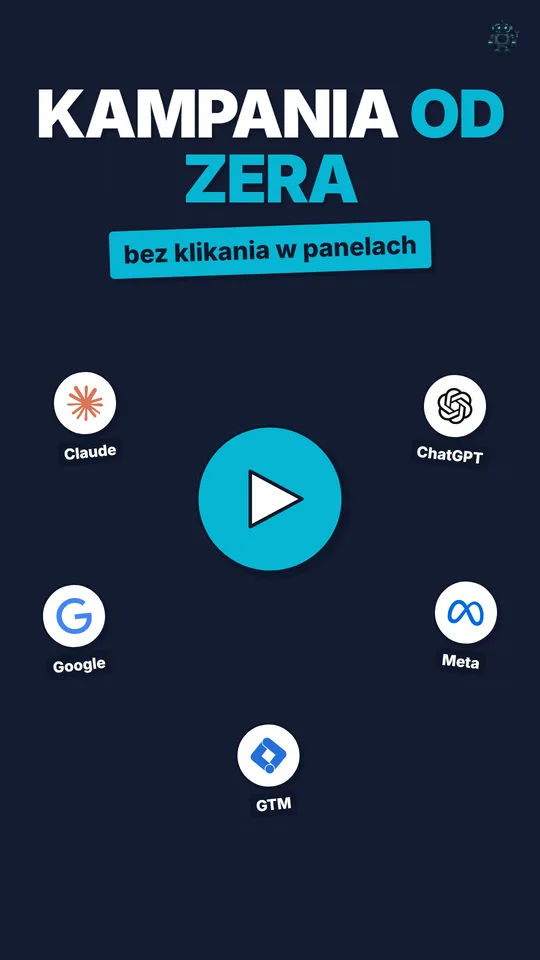 KAMPANIA OD
ZERA
bez klikania w panelach
Claude
ChatGPT
Google
Meta
GTM